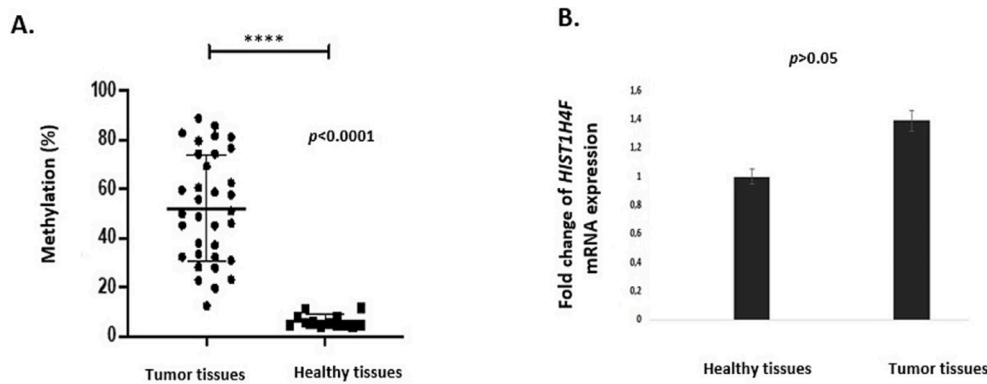 A.
****
100
80
60
40
20
0
Methylation (%)
p<0.0001
Tumor tissues
Healthy tissues
B.
p>0.05
Fold change of HIST1H4F
mRNA expression
1,6
1,4
1,2
1
0,8
0,6
0,4
0,2
0
Healthy tissues
Tumor tissues